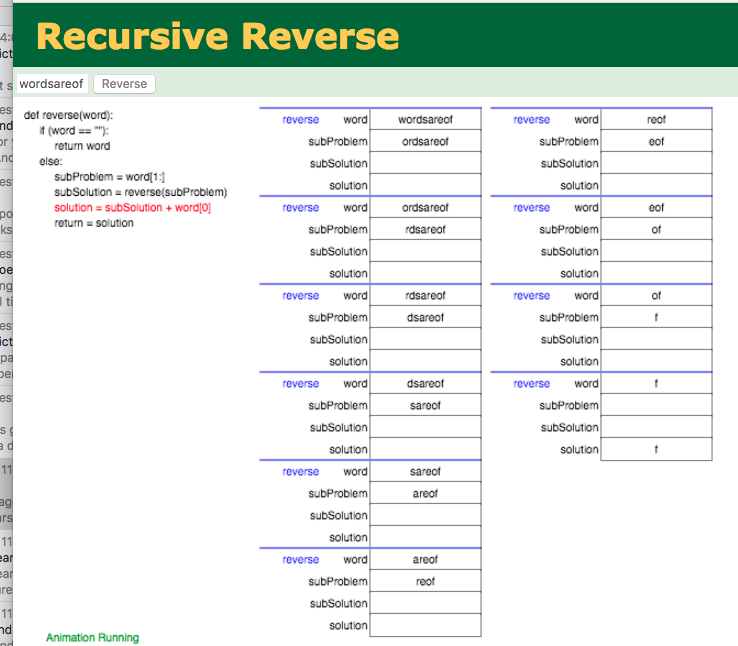 Recursive Reverse
wordsareof Reverse
def reverse(word):
if (word == ""):
return word
else:
subProblem = word[1:]
subSolution = reverse(subProblem)
solution = subSolution + word[0]
return = solution
reverse word wordsareof
subProblem ordsareof
subSolution
solution
reverse word ordsareof
subProblem rdsareof
subSolution
solution
reverse word rdsareof
subProblem dsareof
subSolution
solution
reverse word dsareof
subProblem sareof
subSolution
solution
reverse word sareof
subProblem areof
subSolution
solution
reverse word areof
subProblem reof
subSolution
solution
reverse word reof
subProblem eof
subSolution
solution
reverse word eof
subProblem of
subSolution
solution
reverse word of
subProblem f
subSolution
solution
reverse word f
subProblem
subSolution
solution f
Animation Running